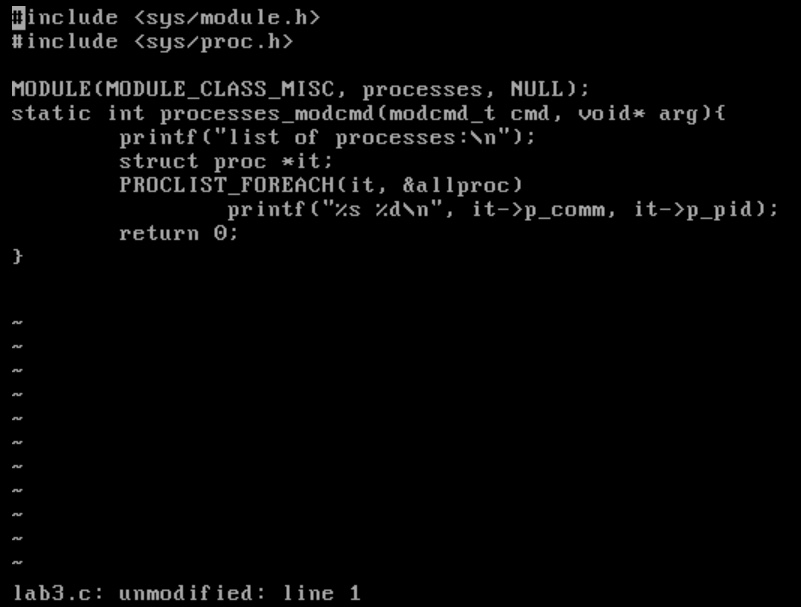 #include <sys/module.h>
#include <sys/proc.h>

MODULE(MODULE_CLASS_MISC, processes, NULL);
static int processes_modcmd(modcmd_t cmd, void* arg){
        printf("list of processes:\n");
        struct proc *it;
        PROCLIST_FOREACH(it, &allproc)
                printf("%s %d\n", it->p_comm, it->p_pid);
        return 0;
}


~
~
~
~
~
~
~
~
~
~
~
lab3.c: unmodified: line 1